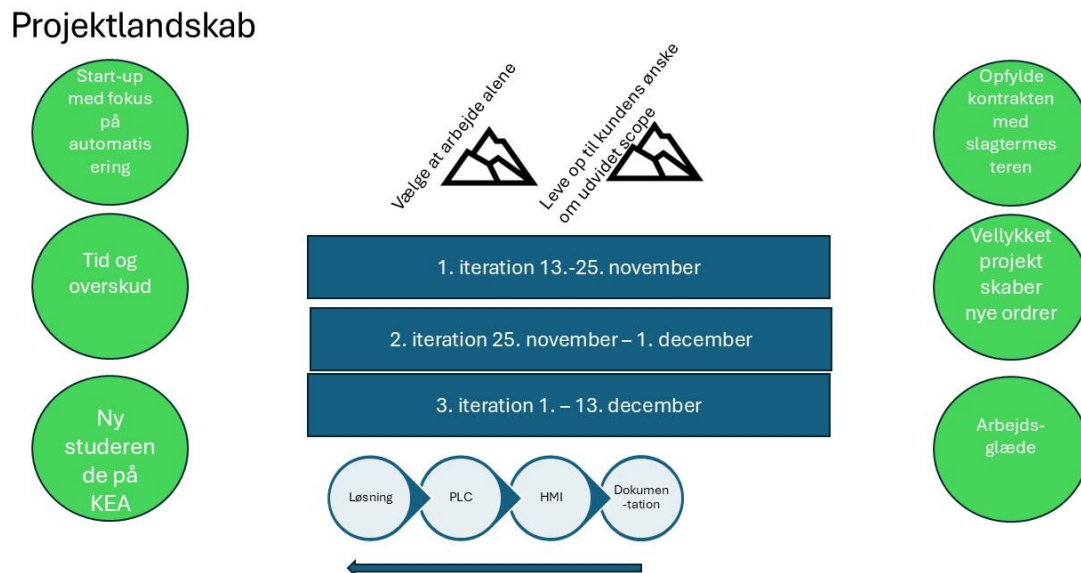 Projektlandskab
Start-up
med fokus
på
automatis
ering
Tid og
overskud
Ny
studeren
de på
KEA
Vælge at arbejde alene
Leve op til kundens ønske
om udvidet scope
1. iteration 13.-25. november
2. iteration 25. november – 1. december
3. iteration 1. – 13. december
Løsning
PLC
HMI
Dokumen
-tation
Opfylde
kontrakten
med
slagtermes
teren
Vellykket
projekt
skaber
nye ordrer
Arbejds-
glæde